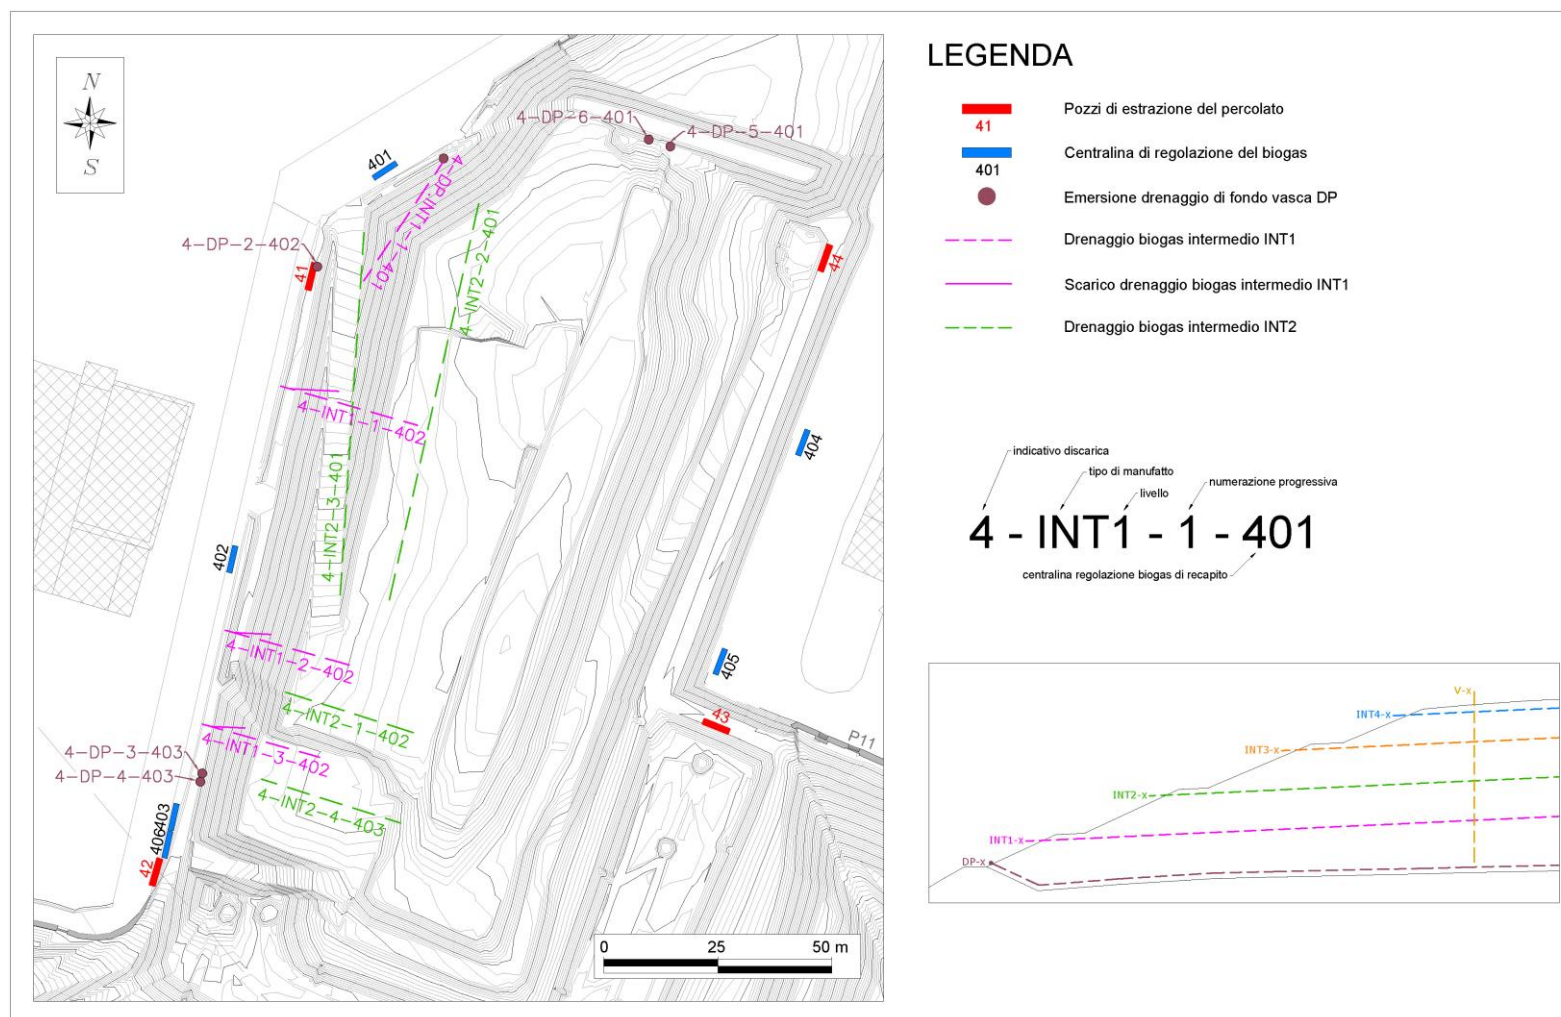 N
S
401
4-DP-6-401
4-DP-5-401
4-DP.INT1-1-401
4-DP-2-402
41
4-INT2-2-401
44
4-INT1-1-402
404
4-INT2-3-401
402
4-INT1-2-402
405
4-INT2-1-402
43
P11
4-INT1-3-402
4-DP-3-403
4-DP-4-403
4-INT2-4-403
403
406
42
0 25 50 m
LEGENDA
41
Pozzi di estrazione del percolato
401
Centralina di regolazione del biogas
Emersione drenaggio di fondo vasca DP
Drenaggio biogas intermedio INT1
Scarico drenaggio biogas intermedio INT1
Drenaggio biogas intermedio INT2
indicativo discarica
tipo di manufatto
livello
numerazione progressiva
4 - INT1 - 1 - 401
centralina regolazione biogas di recapito
V-x
INT4-x
INT3-x
INT2-x
INT1-x
DP-x